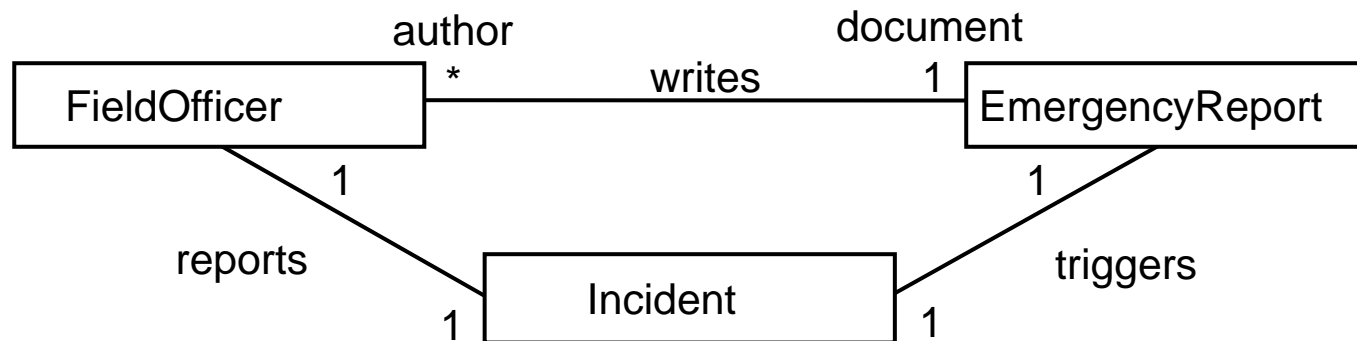 author
document
*
writes
1
FieldOfficer
EmergencyReport
1
1
reports
triggers
Incident
1
1